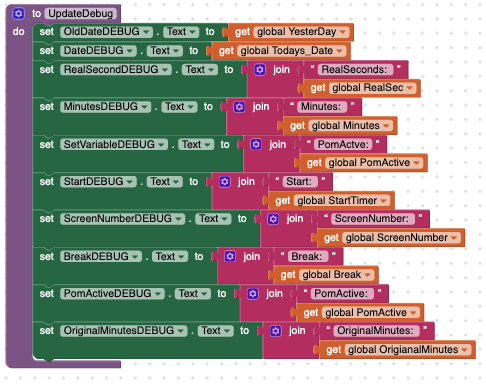 to UpdateDebug
do set OldDateDEBUG . Text to get global YesterDay
set DateDEBUG . Text to get global Todays_Date
set RealSecondDEBUG . Text to join “ RealSeconds: ”
get global RealSec
set MinutesDEBUG . Text to join “ Minutes: ”
get global Minutes
set SetVariableDEBUG . Text to join “ PomActve: ”
get global PomActive
set StartDEBUG . Text to join “ Start: ”
get global StartTimer
set ScreenNumberDEBUG . Text to join “ ScreenNumber: ”
get global ScreenNumber
set BreakDEBUG . Text to join “ Break: ”
get global Break
set PomActiveDEBUG . Text to join “ PomActive: ”
get global PomActive
set OriginalMinutesDEBUG . Text to join “ OriginalMinutes: ”
get global OrigianalMinutes